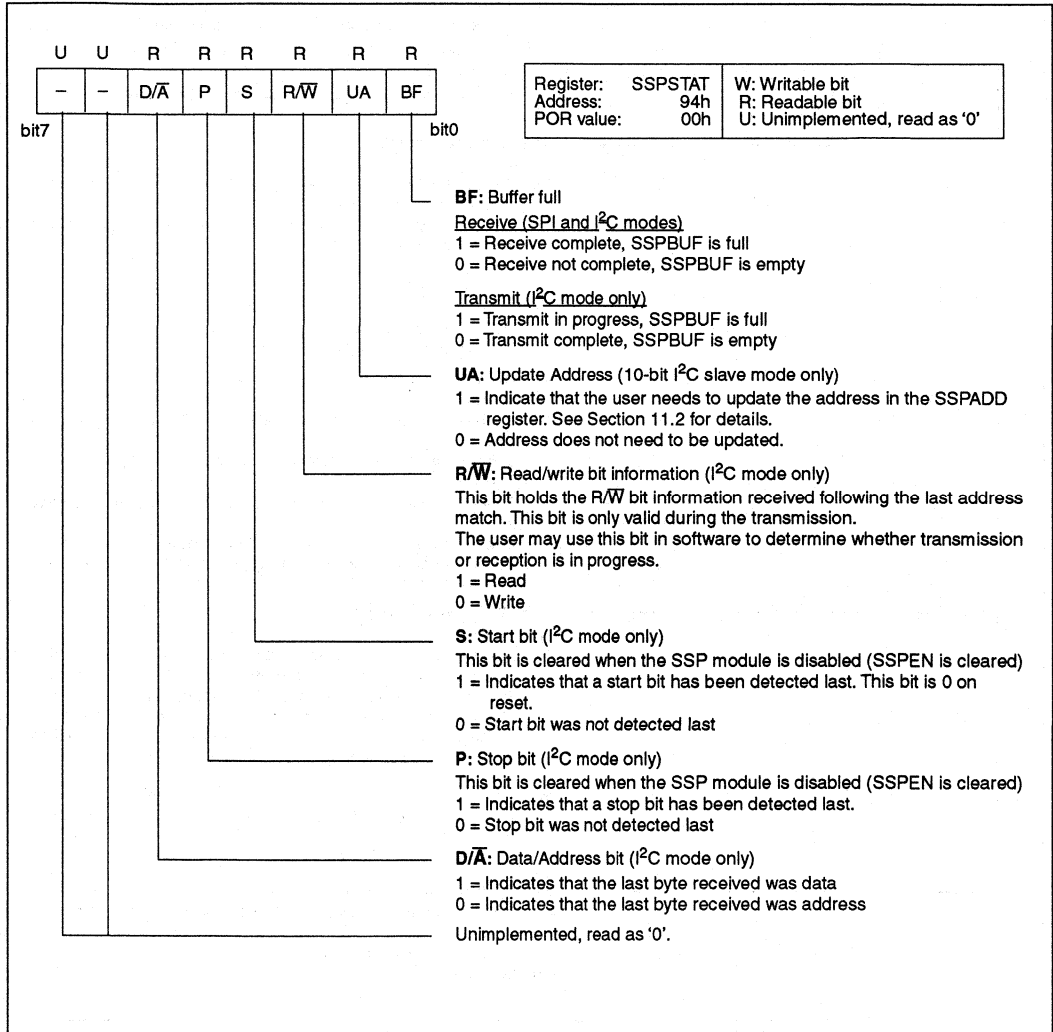 U U R R R R R R
– – D/A̅ P S R/W̅ UA BF
bit7 bit0
Register: SSPSTAT W: Writable bit
Address: 94h R: Readable bit
POR value: 00h U: Unimplemented, read as '0'
BF: Buffer full
Receive (SPI and I²C modes)
1 = Receive complete, SSPBUF is full
0 = Receive not complete, SSPBUF is empty
Transmit (I²C mode only)
1 = Transmit in progress, SSPBUF is full
0 = Transmit complete, SSPBUF is empty
UA: Update Address (10-bit I²C slave mode only)
1 = Indicate that the user needs to update the address in the SSPADD
register. See Section 11.2 for details.
0 = Address does not need to be updated.
R/W̅: Read/write bit information (I²C mode only)
This bit holds the R/W̅ bit information received following the last address
match. This bit is only valid during the transmission.
The user may use this bit in software to determine whether transmission
or reception is in progress.
1 = Read
0 = Write
S: Start bit (I²C mode only)
This bit is cleared when the SSP module is disabled (SSPEN is cleared)
1 = Indicates that a start bit has been detected last. This bit is 0 on
reset.
0 = Start bit was not detected last
P: Stop bit (I²C mode only)
This bit is cleared when the SSP module is disabled (SSPEN is cleared)
1 = Indicates that a stop bit has been detected last.
0 = Stop bit was not detected last
D/A̅: Data/Address bit (I²C mode only)
1 = Indicates that the last byte received was data
0 = Indicates that the last byte received was address
Unimplemented, read as '0'.